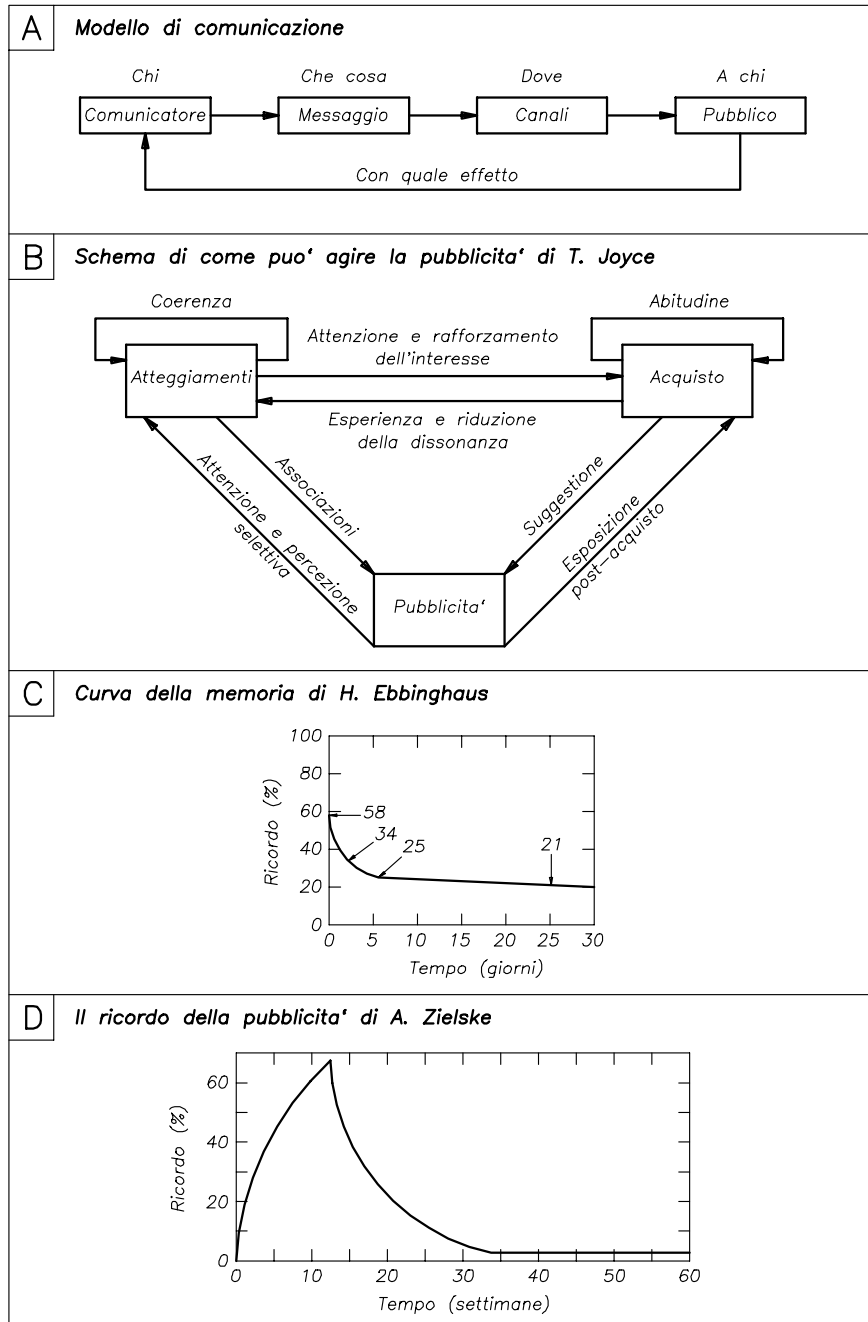 A Modello di comunicazione
Chi Che cosa Dove A chi
Comunicatore Messaggio Canali Pubblico
Con quale effetto
B Schema di come puo' agire la pubblicita' di T. Joyce
Coerenza Abitudine
Attenzione e rafforzamento
dell'interesse
Atteggiamenti Acquisto
Esperienza e riduzione
della dissonanza
Attenzione e percezione
selettiva
Associazioni
Suggestione
Esposizione
post-acquisto
Pubblicita'
C Curva della memoria di H. Ebbinghaus
Ricordo (%)
100
80
60
40
20
0
58
34
25
21
0 5 10 15 20 25 30
Tempo (giorni)
D Il ricordo della pubblicita' di A. Zielske
Ricordo (%)
60
40
20
0
0 10 20 30 40 50 60
Tempo (settimane)